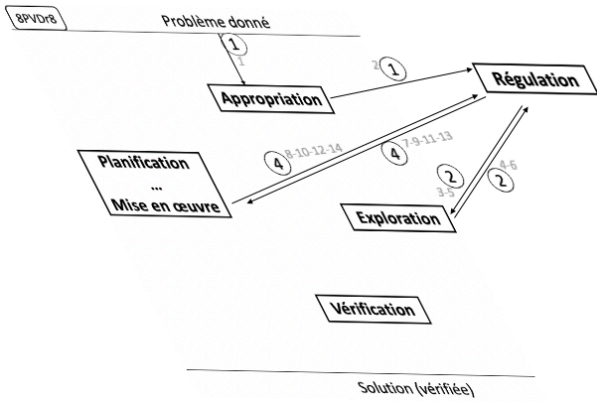 8PVDr8
Problème donné
1
1
2
1
Régulation
Appropriation
4
8-10-12-14
4
7-9-11-13
Planification
...
Mise en œuvre
2
3-5
4-6
2
Exploration
Vérification
Solution (vérifiée)